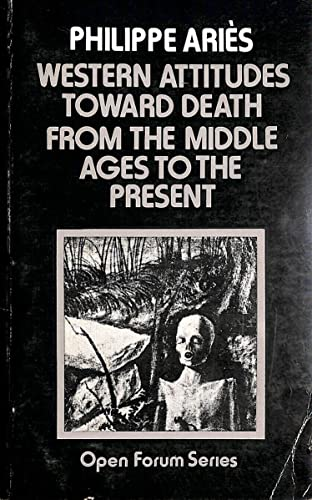 PHILIPPE ARIÈS
WESTERN ATTITUDES
TOWARD DEATH
FROM THE MIDDLE
AGES TO THE
PRESENT
Open Forum Series